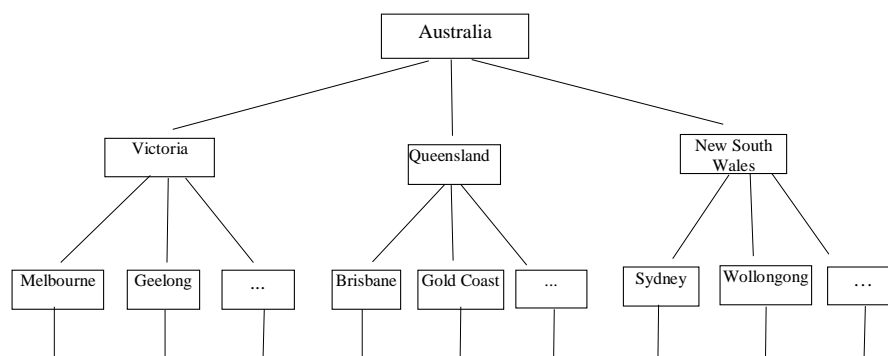 Australia
Victoria
Queensland
New South
Wales
Melbourne
Geelong
...
Brisbane
Gold Coast
...
Sydney
Wollongong
...